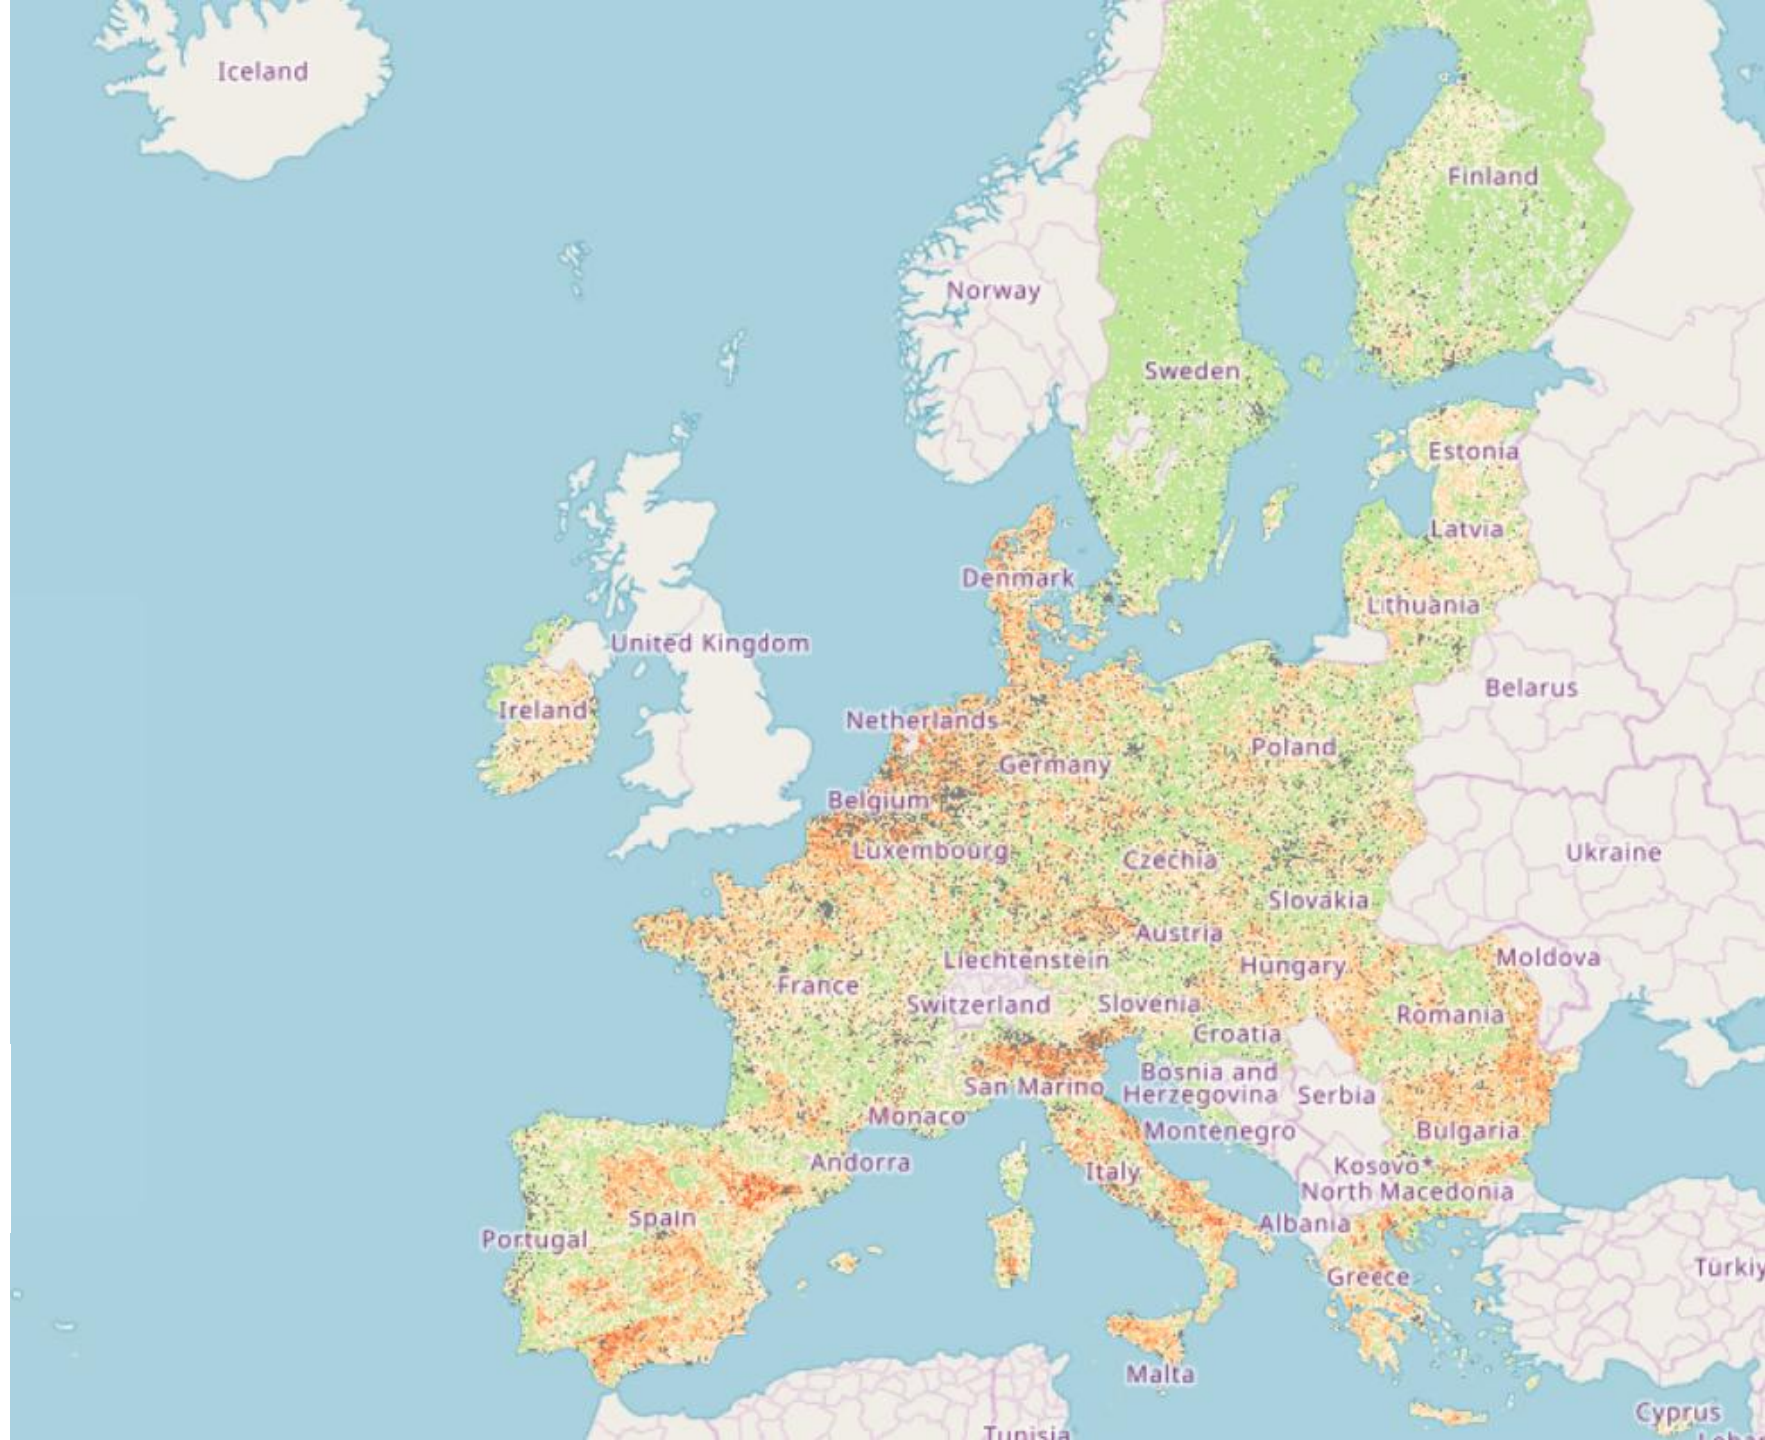 Iceland
Finland
Norway
Sweden
Estonia
Latvia
Denmark
Lithuania
United Kingdom
Belarus
Ireland
Netherlands
Poland
Germany
Belgium
Luxembourg
Czechia
Ukraine
Slovakia
Austria
Liechtenstein
Hungary
Moldova
France
Switzerland
Slovenia
Romania
Croatia
Bosnia and
Herzegovina
San Marino
Serbia
Monaco
Montenegro
Bulgaria
Andorra
Italy
Kosovo*
North Macedonia
Spain
Albania
Portugal
Greece
Türkiy
Malta
Cyprus
Tunisia